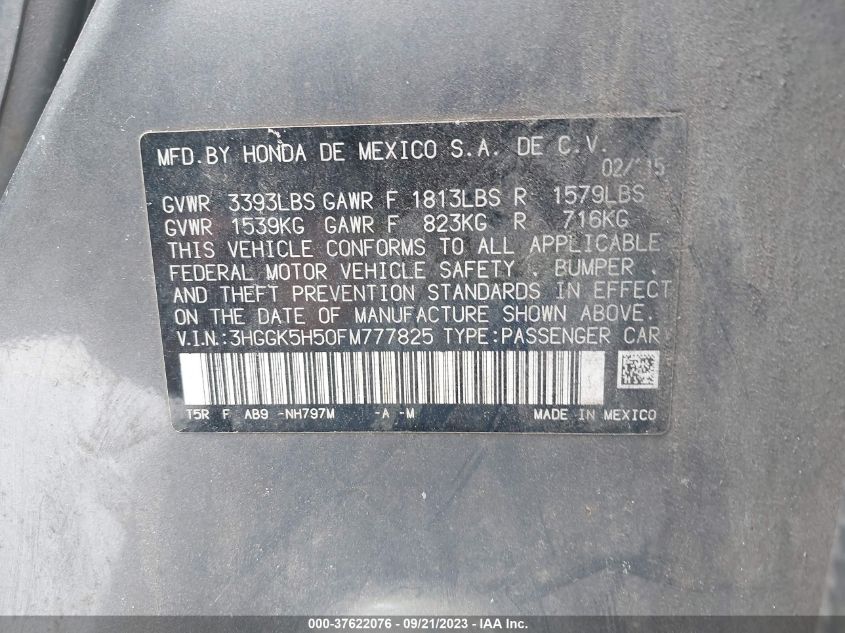 MFD.BY HONDA DE MEXICO S.A. DE C.V.
GVWR 3393LBS GAWR F 1813LBS R 1579LBS
GVWR 1539KG GAWR F 823KG R 716KG
THIS VEHICLE CONFORMS TO ALL APPLICABLE
FEDERAL MOTOR VEHICLE SAFETY , BUMPER ,
AND THEFT PREVENTION STANDARDS IN EFFECT
ON THE DATE OF MANUFACTURE SHOWN ABOVE.
V.I.N.:3HGGK5H50FM777825 TYPE:PASSENGER CAR
T5R F AB9 -NH797M -A -M MADE IN MEXICO
000-37622076 - 09/21/2023 - IAA Inc.